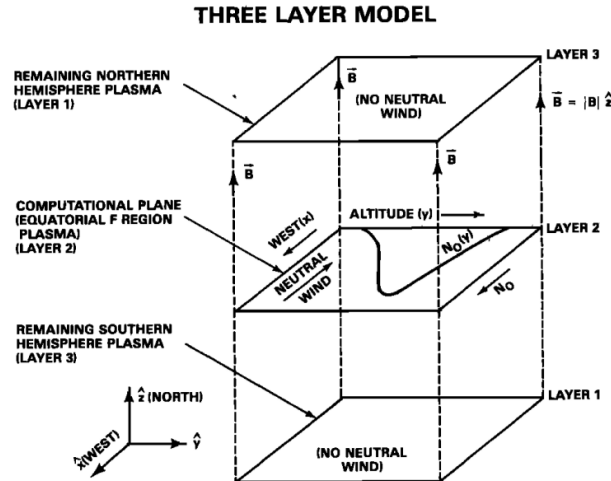 THREE LAYER MODEL
LAYER 3
REMAINING NORTHERN
HEMISPHERE PLASMA
(LAYER 1)
B
(NO NEUTRAL
WIND)
B = |B| ẑ
B
B
COMPUTATIONAL PLANE
(EQUATORIAL F REGION
PLASMA)
(LAYER 2)
ALTITUDE (y)
WEST(x)
LAYER 2
N₀(y)
NEUTRAL
WIND
N₀
REMAINING SOUTHERN
HEMISPHERE PLASMA
(LAYER 3)
LAYER 1
ẑ (NORTH)
ŷ
x̂(WEST)
(NO NEUTRAL
WIND)